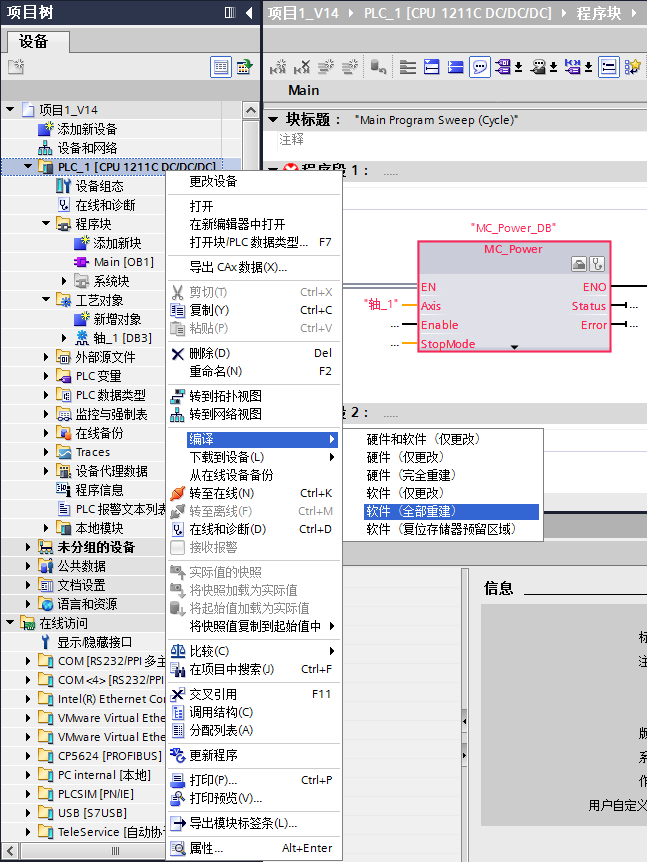 项目树
设备
项目1_V14
添加新设备
设备和网络
PLC_1 [CPU 1211C DC/DC/DC]
设备组态
在线和诊断
程序块
添加新块
Main [OB1]
系统块
工艺对象
新增对象
轴_1 [DB3]
外部源文件
PLC 变量
PLC 数据类型
监控与强制表
在线备份
Traces
设备代理数据
程序信息
PLC 报警文本列表
本地模块
未分组的设备
公共数据
文档设置
语言和资源
在线访问
显示/隐藏接口
COM [RS232/PPI 多主
COM <4> [RS232/PPI
Intel(R) Ethernet Con
VMware Virtual Ethe
VMware Virtual Ethe
CP5624 [PROFIBUS]
PC internal [本地]
PLCSIM [PN/IE]
USB [S7USB]
TeleService [自动协
更改设备
打开
在新编辑器中打开
打开块/PLC 数据类型... F7
导出 CAx 数据(X)...
剪切(T) Ctrl+X
复制(Y) Ctrl+C
粘贴(P) Ctrl+V
删除(D) Del
重命名(N) F2
转到拓扑视图
转到网络视图
编译
下载到设备(L)
从在线设备备份
转至在线(N) Ctrl+K
转至离线(F) Ctrl+M
在线和诊断(D) Ctrl+D
接收报警
实际值的快照
将快照加载为实际值
将起始值加载为实际值
将快照值复制到起始值中
比较(C)
在项目中搜索(J) Ctrl+F
交叉引用 F11
调用结构(C)
分配列表(A)
更新程序
打印(P)... Ctrl+P
打印预览(V)...
导出模块标签条(L)...
属性... Alt+Enter
硬件和软件（仅更改）
硬件（仅更改）
硬件（完全重建）
软件（仅更改）
软件（全部重建）
软件（复位存储器预留区域）
项目1_V14 PLC_1 [CPU 1211C DC/DC/DC] 程序块
Main
块标题： "Main Program Sweep (Cycle)"
注释
程序段 1： .....
"MC_Power_DB"
MC_Power
EN ENO
"轴_1" Axis Status ...
... Enable Error ...
... StopMode
段 2： .....
信息
标
注
版
系
作
用户自定义